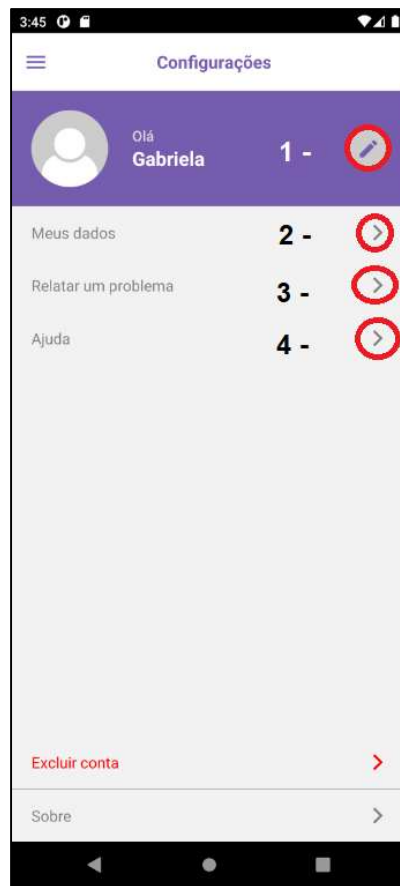 3:45
Configurações
Olá
Gabriela
1 -
Meus dados
2 -
Relatar um problema
3 -
Ajuda
4 -
Excluir conta
Sobre